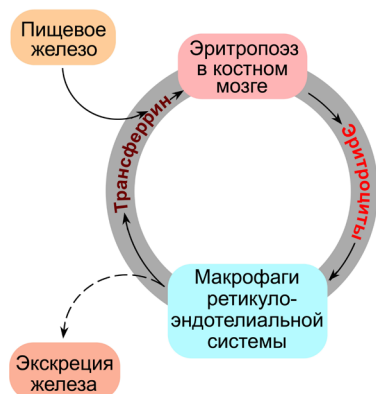 Пищевое
железо
Эритропоэз
в костном
мозге
Трансферрин
Эритроциты
Макрофаги
ретикуло-
эндотелиальной
системы
Экскреция
железа